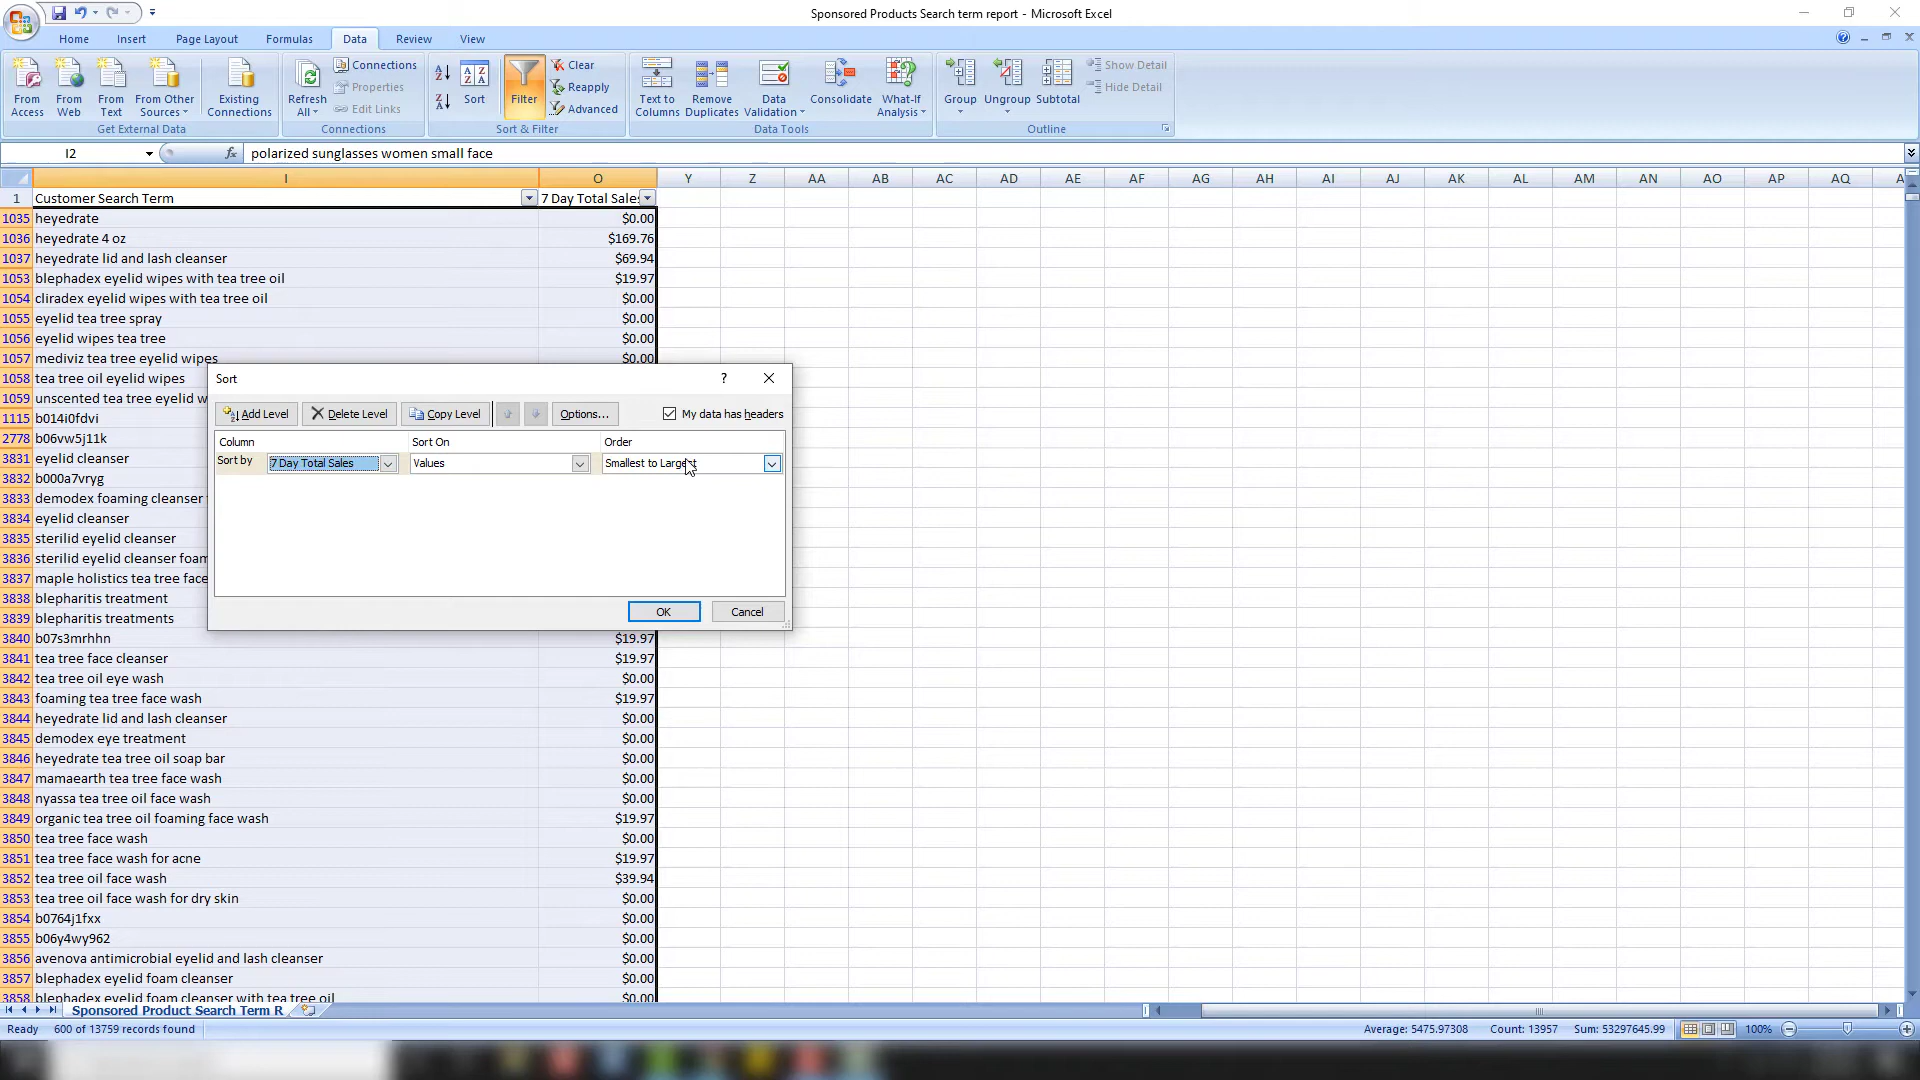 Sponsored Products Search term report - Microsoft Excel
Home Insert Page Layout Formulas Data Review View
From Access
From Web
From Text
From Other Sources
Existing Connections
Get External Data
Refresh All
Connections
Properties
Edit Links
Connections
Sort
Filter
Clear
Reapply
Advanced
Sort & Filter
Text to Columns
Remove Duplicates
Data Validation
Consolidate
What-If Analysis
Data Tools
Group
Ungroup
Subtotal
Show Detail
Hide Detail
Outline
I2 fx polarized sunglasses women small face
I O Y Z AA AB AC AD AE AF AG AH AI AJ AK AL AM AN AO AP AQ
1 Customer Search Term 7 Day Total Sales
1035 heyedrate $0.00
1036 heyedrate 4 oz $169.76
1037 heyedrate lid and lash cleanser $69.94
1053 blephadex eyelid wipes with tea tree oil $19.97
1054 cliradex eyelid wipes with tea tree oil $0.00
1055 eyelid tea tree spray $0.00
1056 eyelid wipes tea tree $0.00
1057 mediviz tea tree eyelid wipes $0.00
1058 tea tree oil eyelid wipes
1059 unscented tea tree eyelid w
1115 b014i0fdvi
2778 b06vw5j11k
3831 eyelid cleanser
3832 b000a7vryg
3833 demodex foaming cleanser
3834 eyelid cleanser
3835 sterilid eyelid cleanser
3836 sterilid eyelid cleanser foam
3837 maple holistics tea tree face
3838 blepharitis treatment
3839 blepharitis treatments
3840 b07s3mrhhn $19.97
3841 tea tree face cleanser $19.97
3842 tea tree oil eye wash $0.00
3843 foaming tea tree face wash $19.97
3844 heyedrate lid and lash cleanser $0.00
3845 demodex eye treatment $0.00
3846 heyedrate tea tree oil soap bar $0.00
3847 mamaearth tea tree face wash $0.00
3848 nyassa tea tree oil face wash $0.00
3849 organic tea tree oil foaming face wash $19.97
3850 tea tree face wash $0.00
3851 tea tree face wash for acne $19.97
3852 tea tree oil face wash $39.94
3853 tea tree oil face wash for dry skin $0.00
3854 b0764j1fxx $0.00
3855 b06y4wy962 $0.00
3856 avenova antimicrobial eyelid and lash cleanser $0.00
3857 blephadex eyelid foam cleanser $0.00
3858 blephadex eyelid foam cleanser with tea tree oil $0.00
Sort ?
Add Level Delete Level Copy Level Options... My data has headers
Column Sort On Order
Sort by 7 Day Total Sales Values Smallest to Largest
OK Cancel
Sponsored Product Search Term R
Ready 600 of 13759 records found Average: 5475.97308 Count: 13957 Sum: 53297645.99 100%